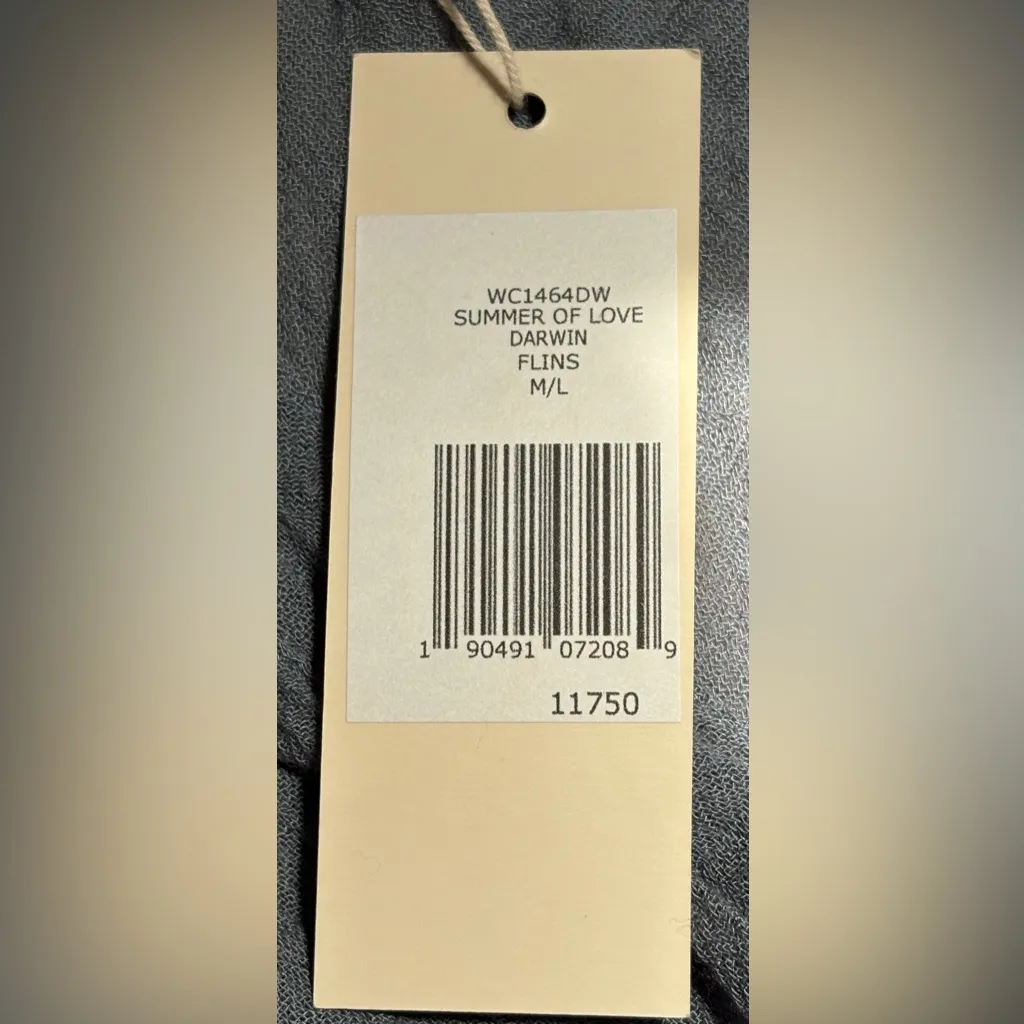 WC1464DW
SUMMER OF LOVE
DARWIN
FLINS
M/L
1 90491 07208 9
11750